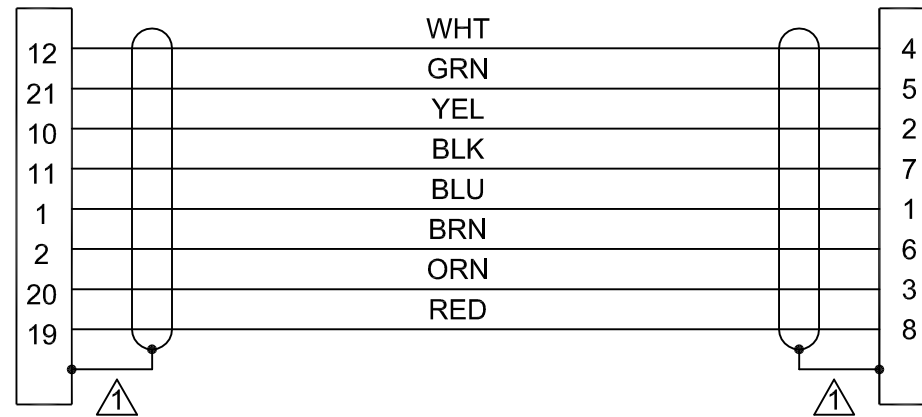 WHT
12 4
GRN
21 5
YEL
10 2
BLK
11 7
BLU
1 1
BRN
2 6
ORN
20 3
RED
19 8
1 1